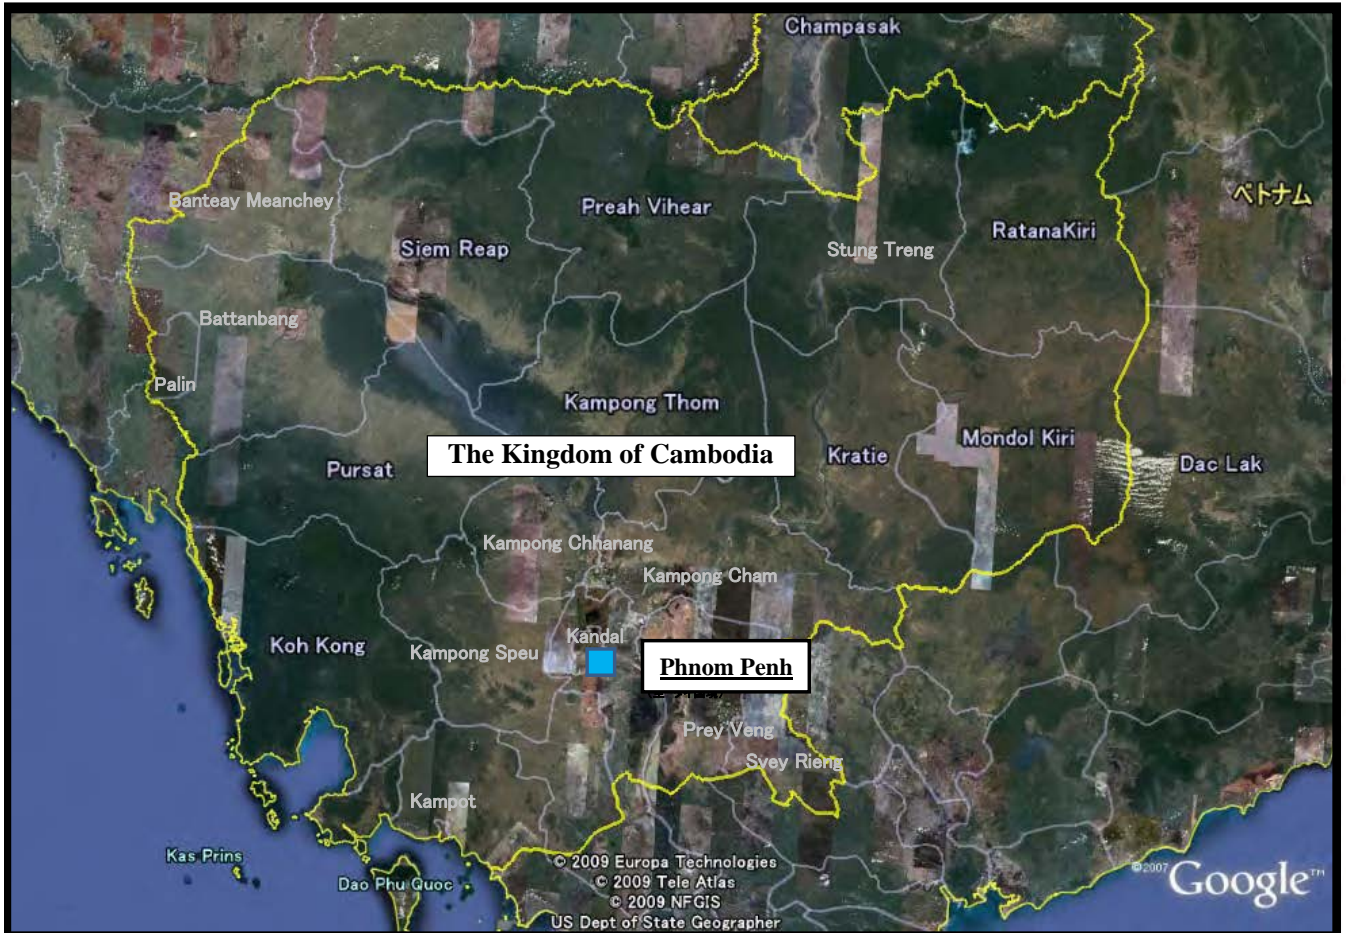 Champasak
Banteay Meanchey
Preah Vihear
ベトナム
Siem Reap
RatanaKiri
Stung Treng
Battanbang
Palin
Kampong Thom
The Kingdom of Cambodia
Mondol Kiri
Kratie
Pursat
Dac Lak
Kampong Chhanang
Kampong Cham
Kandal
Koh Kong
Kampong Speu
Phnom Penh
Prey Veng
Svey Rieng
Kampot
Kas Prins
Dao Phu Quoc
© 2009 Europa Technologies
© 2009 Tele Atlas
© 2009 NFGIS
US Dept of State Geographer
©2007 Google™